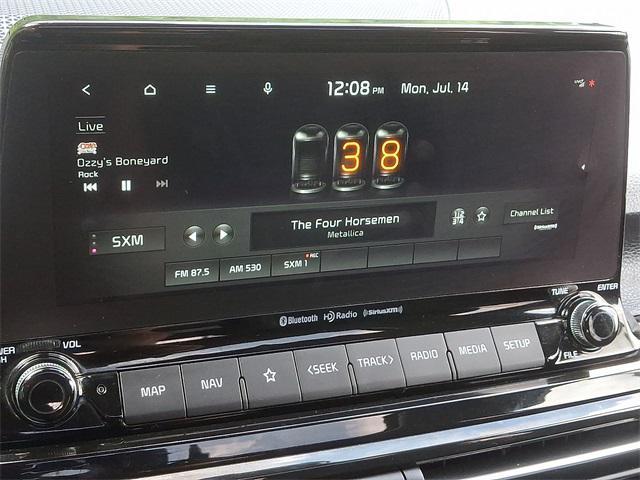 12:08 PM Mon, Jul. 14
Live
Ozzy's Boneyard
Rock
38
The Four Horsemen
Metallica
Channel List
SXM
FM 87.5 AM 530 SXM 1 REC
Bluetooth HD Radio ((SiriusXM))
TUNE ENTER
VOL
MAP NAV <SEEK TRACK> RADIO MEDIA SETUP
FILE